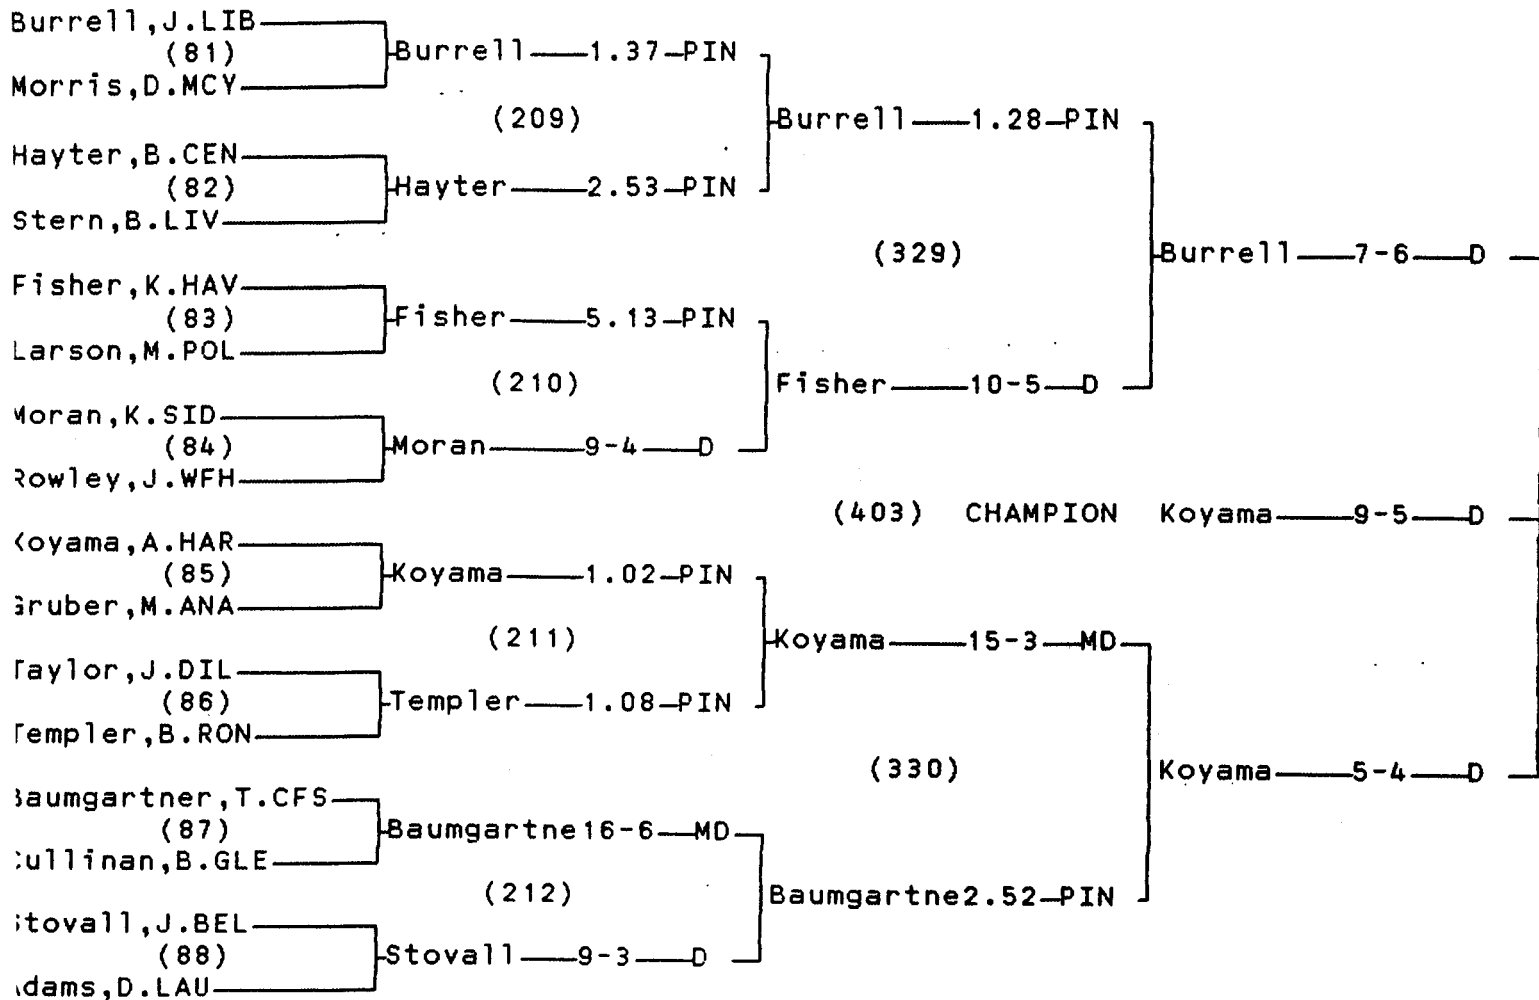 Burrell,J.LIB
(81) Burrell 1.37 PIN
Morris,D.MCY
(209) Burrell 1.28 PIN
Hayter,B.CEN
(82) Hayter 2.53 PIN
Stern,B.LIV
(329) Burrell 7-6 D
Fisher,K.HAV
(83) Fisher 5.13 PIN
Larson,M.POL
(210) Fisher 10-5 D
Moran,K.SID
(84) Moran 9-4 D
Rowley,J.WFH
(403) CHAMPION Koyama 9-5 D
Koyama,A.HAR
(85) Koyama 1.02 PIN
Gruber,M.ANA
(211) Koyama 15-3 MD
Taylor,J.DIL
(86) Templer 1.08 PIN
Templer,B.RON
(330) Koyama 5-4 D
Baumgartner,T.CFS
(87) Baumgartne 16-6 MD
Cullinan,B.GLE
(212) Baumgartne 2.52 PIN
Stovall,J.BEL
(88) Stovall 9-3 D
Adams,D.LAU